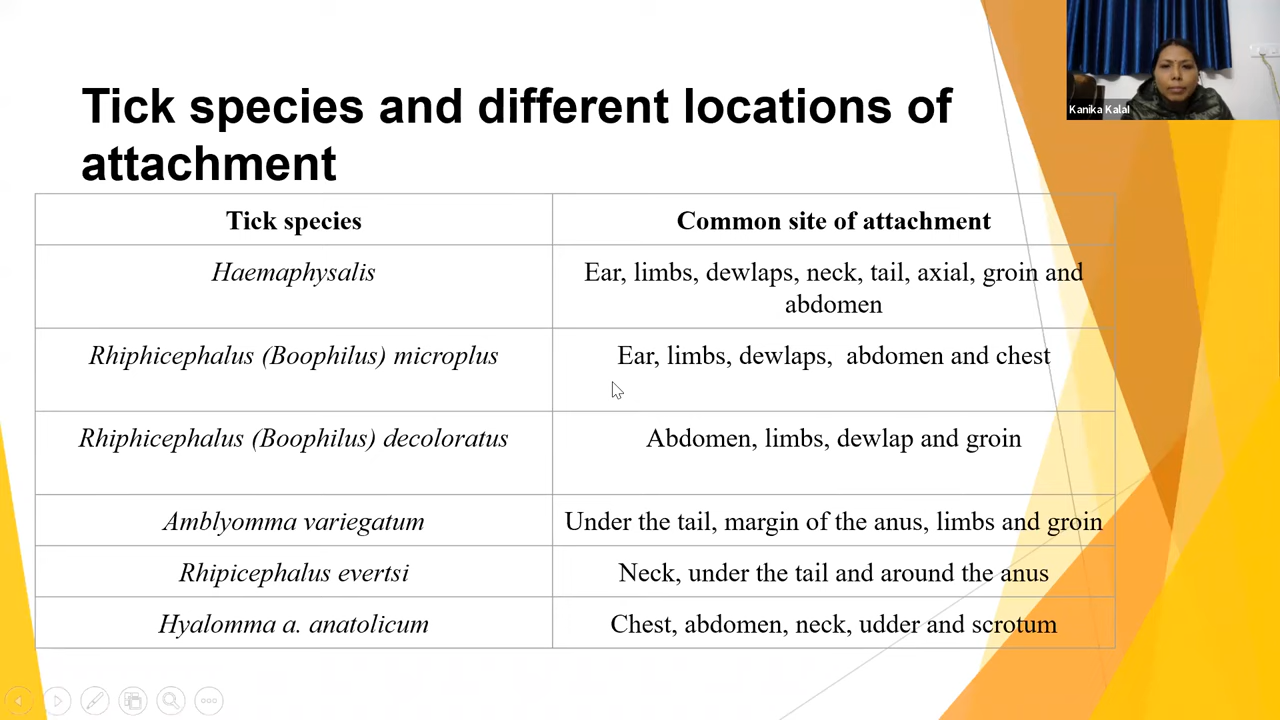 Kanika Kalal
Tick species and different locations of
attachment
Tick species
Common site of attachment
Haemaphysalis
Ear, limbs, dewlaps, neck, tail, axial, groin and
abdomen
Rhiphicephalus (Boophilus) microplus
Ear, limbs, dewlaps, abdomen and chest
Rhiphicephalus (Boophilus) decoloratus
Abdomen, limbs, dewlap and groin
Amblyomma variegatum
Under the tail, margin of the anus, limbs and groin
Rhipicephalus evertsi
Neck, under the tail and around the anus
Hyalomma a. anatolicum
Chest, abdomen, neck, udder and scrotum